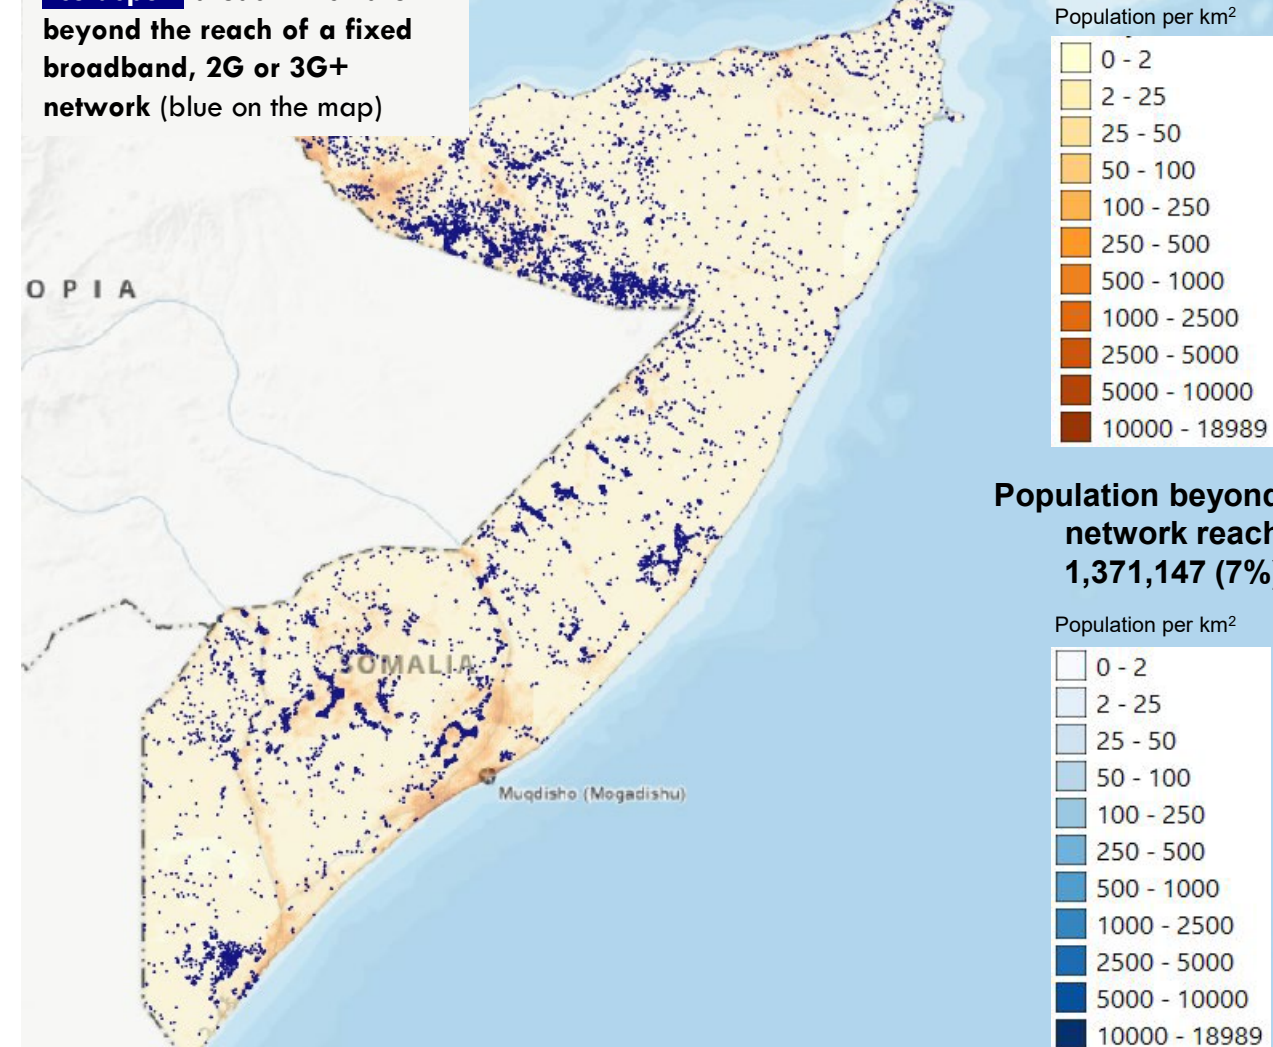 beyond the reach of a fixed
broadband, 2G or 3G+
network (blue on the map)
OPIA
SOMALIA
Muqdisho (Mogadishu)
Population per km²
0 - 2
2 - 25
25 - 50
50 - 100
100 - 250
250 - 500
500 - 1000
1000 - 2500
2500 - 5000
5000 - 10000
10000 - 18989
Population beyond
network reach
1,371,147 (7%)
Population per km²
0 - 2
2 - 25
25 - 50
50 - 100
100 - 250
250 - 500
500 - 1000
1000 - 2500
2500 - 5000
5000 - 10000
10000 - 18989